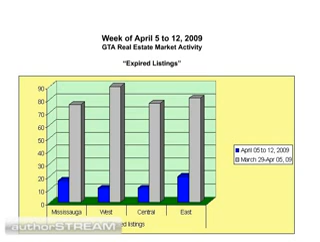 Week of April 5 to 12, 2009
GTA Real Estate Market Activity
“Expired Listings”
90
80
70
60
50
40
30
20
10
0
Mississauga West Central East
listings
April 05 to 12, 2009
March 29-Apr 05, 09
authorSTREAM